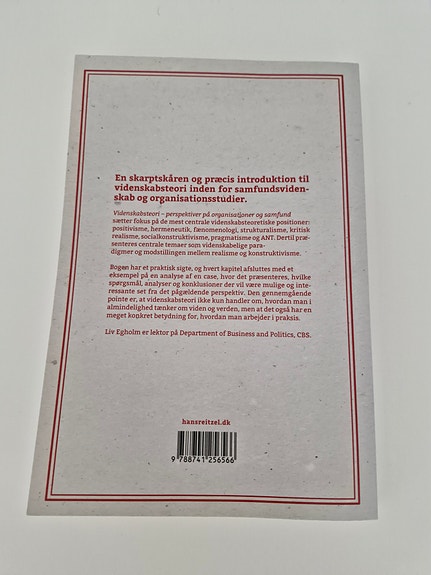 En skarptskåren og præcis introduktion til
videnskabsteori inden for samfundsviden-
skab og organisationsstudier.
Videnskabsteori – perspektiver på organisationer og samfund
sætter fokus på de mest centrale videnskabsteoretiske positioner:
positivisme, hermeneutik, fænomenologi, strukturalisme, kritisk
realisme, socialkonstruktivisme, pragmatisme og ANT. Dertil præ-
senteres centrale temaer som videnskabelige para-
digmer og modstillingen mellem realisme og konstruktivisme.
Bogen har et praktisk sigte, og hvert kapitel afsluttes med et
eksempel på en analyse af en case, hvor det præsenteres, hvilke
spørgsmål, analyser og konklusioner der vil være mulige og inte-
ressante set fra det pågældende perspektiv. Den gennemgående
pointe er, at videnskabsteori ikke kun handler om, hvordan man i
almindelighed tænker om viden og verden, men at det også har en
meget konkret betydning for, hvordan man arbejder i praksis.
Liv Egholm er lektor på Department of Business and Politics, CBS.
hansreitzel.dk
9 788741 256566